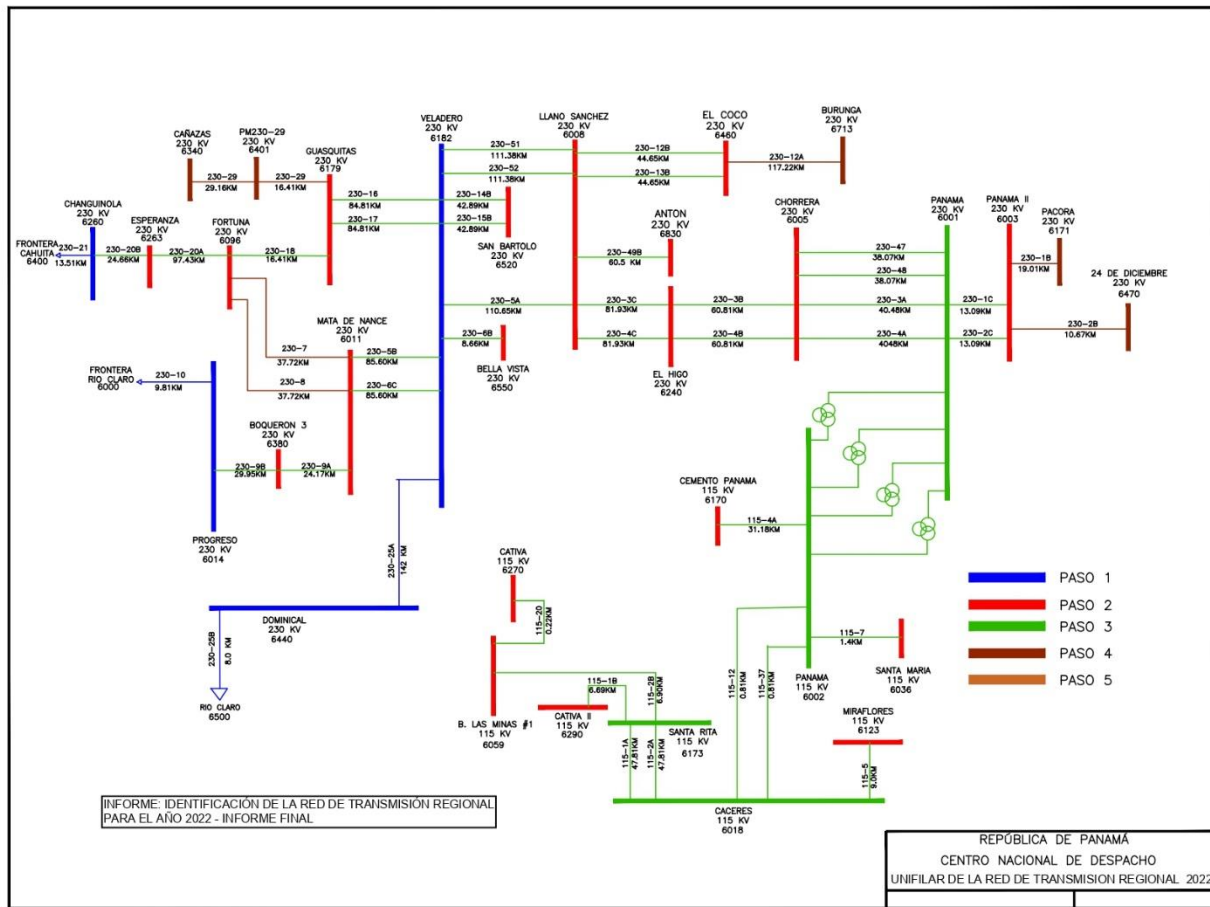 VELADERO
230 KV
6182
LLANO SANCHEZ
230 KV
6008
EL COCO
230 KV
6460
BURUNGA
230 KV
6713
CAÑAZAS
230 KV
6340
PM230-29
230 KV
6401
GUASQUITAS
230 KV
6179
230-51
111.38KM
230-52
111.38KM
230-12B
44.65KM
230-13B
44.65KM
230-12A
117.22KM
230-29
29.16KM
230-29
16.41KM
230-16
84.81KM
230-17
84.81KM
230-14B
42.89KM
230-15B
42.89KM
SAN BARTOLO
230 KV
6520
CHANGUINOLA
230 KV
6260
ESPERANZA
230 KV
6263
FORTUNA
230 KV
6096
FRONTERA
CAHUITA
6400
230-21
13.51KM
230-20B
24.66KM
230-20A
97.43KM
230-18
16.41KM
ANTON
230 KV
6830
230-49B
60.5 KM
CHORRERA
230 KV
6005
PANAMA
230 KV
6001
PANAMA II
230 KV
6003
PACORA
230 KV
6171
24 DE DICIEMBRE
230 KV
6470
230-47
38.07KM
230-48
38.07KM
230-1B
19.01KM
230-5A
110.65KM
230-3C
81.93KM
230-3B
60.81KM
230-3A
40.48KM
230-1C
13.09KM
230-2B
10.67KM
230-4C
81.93KM
230-4B
60.81KM
230-4A
4048KM
230-2C
13.09KM
EL HIGO
230 KV
6240
MATA DE NANCE
230 KV
6011
230-7
37.72KM
230-8
37.72KM
230-5B
85.60KM
230-6C
85.60KM
230-6B
8.66KM
BELLA VISTA
230 KV
6550
FRONTERA
RIO CLARO
6000
230-10
9.81KM
BOQUERON 3
230 KV
6380
230-9B
29.95KM
230-9A
24.17KM
PROGRESO
230 KV
6014
230-25A
142 KM
DOMINICAL
230 KV
6440
230-25B
8.0 KM
RIO CLARO
6500
CEMENTO PANAMA
115 KV
6170
115-4A
31.18KM
CATIVA
115 KV
6270
115-20
0.22KM
115-1B
6.69KM
115-2B
6.90KM
B. LAS MINAS #1
115 KV
6059
CATIVA II
115 KV
6290
SANTA RITA
115 KV
6173
115-1A
47.81KM
115-2A
47.81KM
115-12
0.81KM
115-37
0.81KM
PANAMA
115 KV
6002
115-7
1.4KM
SANTA MARIA
115 KV
6036
MIRAFLORES
115 KV
6123
115-5
9.0KM
CACERES
115 KV
6018
PASO 1
PASO 2
PASO 3
PASO 4
PASO 5
INFORME: IDENTIFICACIÓN DE LA RED DE TRANSMISIÓN REGIONAL
PARA EL AÑO 2022 - INFORME FINAL
REPÚBLICA DE PANAMÁ
CENTRO NACIONAL DE DESPACHO
UNIFILAR DE LA RED DE TRANSMISION REGIONAL 2022